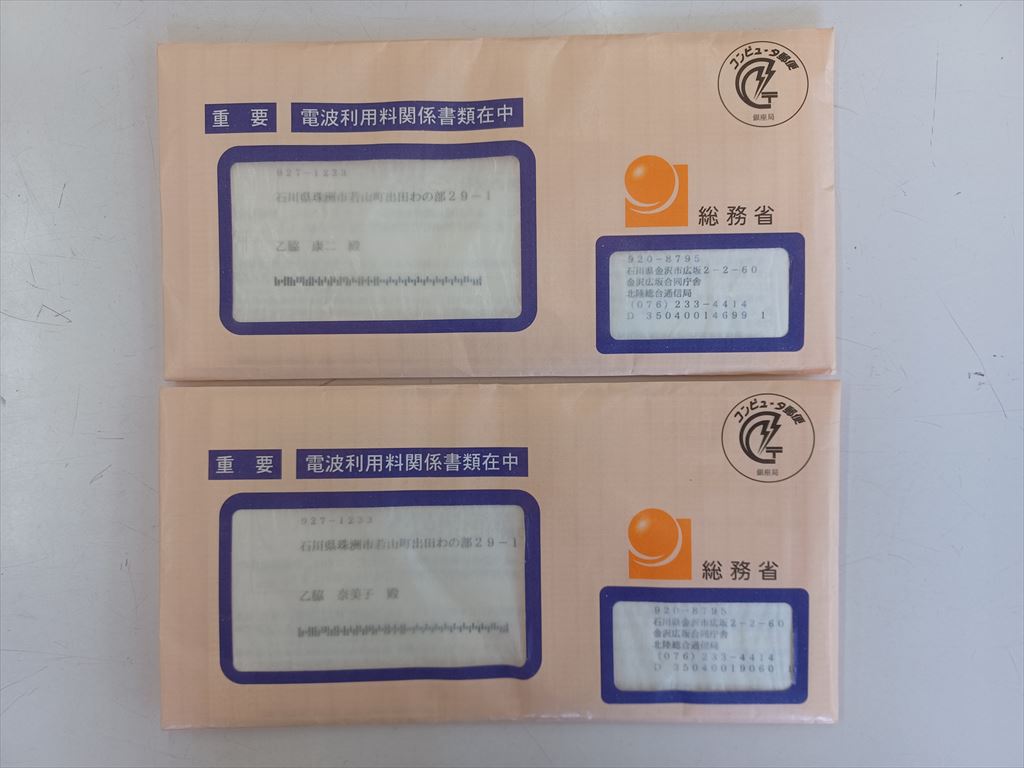 コンピュータ郵便
銀座局
重要 電波利用料関係書類在中
927-1233
石川県珠洲市若山町出田わの部29-1
乙脇 康二 殿
総務省
920-8795
石川県金沢市広坂2-2-60
金沢広坂合同庁舎
北陸総合通信局
(076)233-4414
D 35040014699 1
コンピュータ郵便
銀座局
重要 電波利用料関係書類在中
927-1233
石川県珠洲市若山町出田わの部29-1
乙脇 奈美子 殿
総務省
920-8795
石川県金沢市広坂2-2-60
金沢広坂合同庁舎
北陸総合通信局
(076)233-4414
D 35040019060